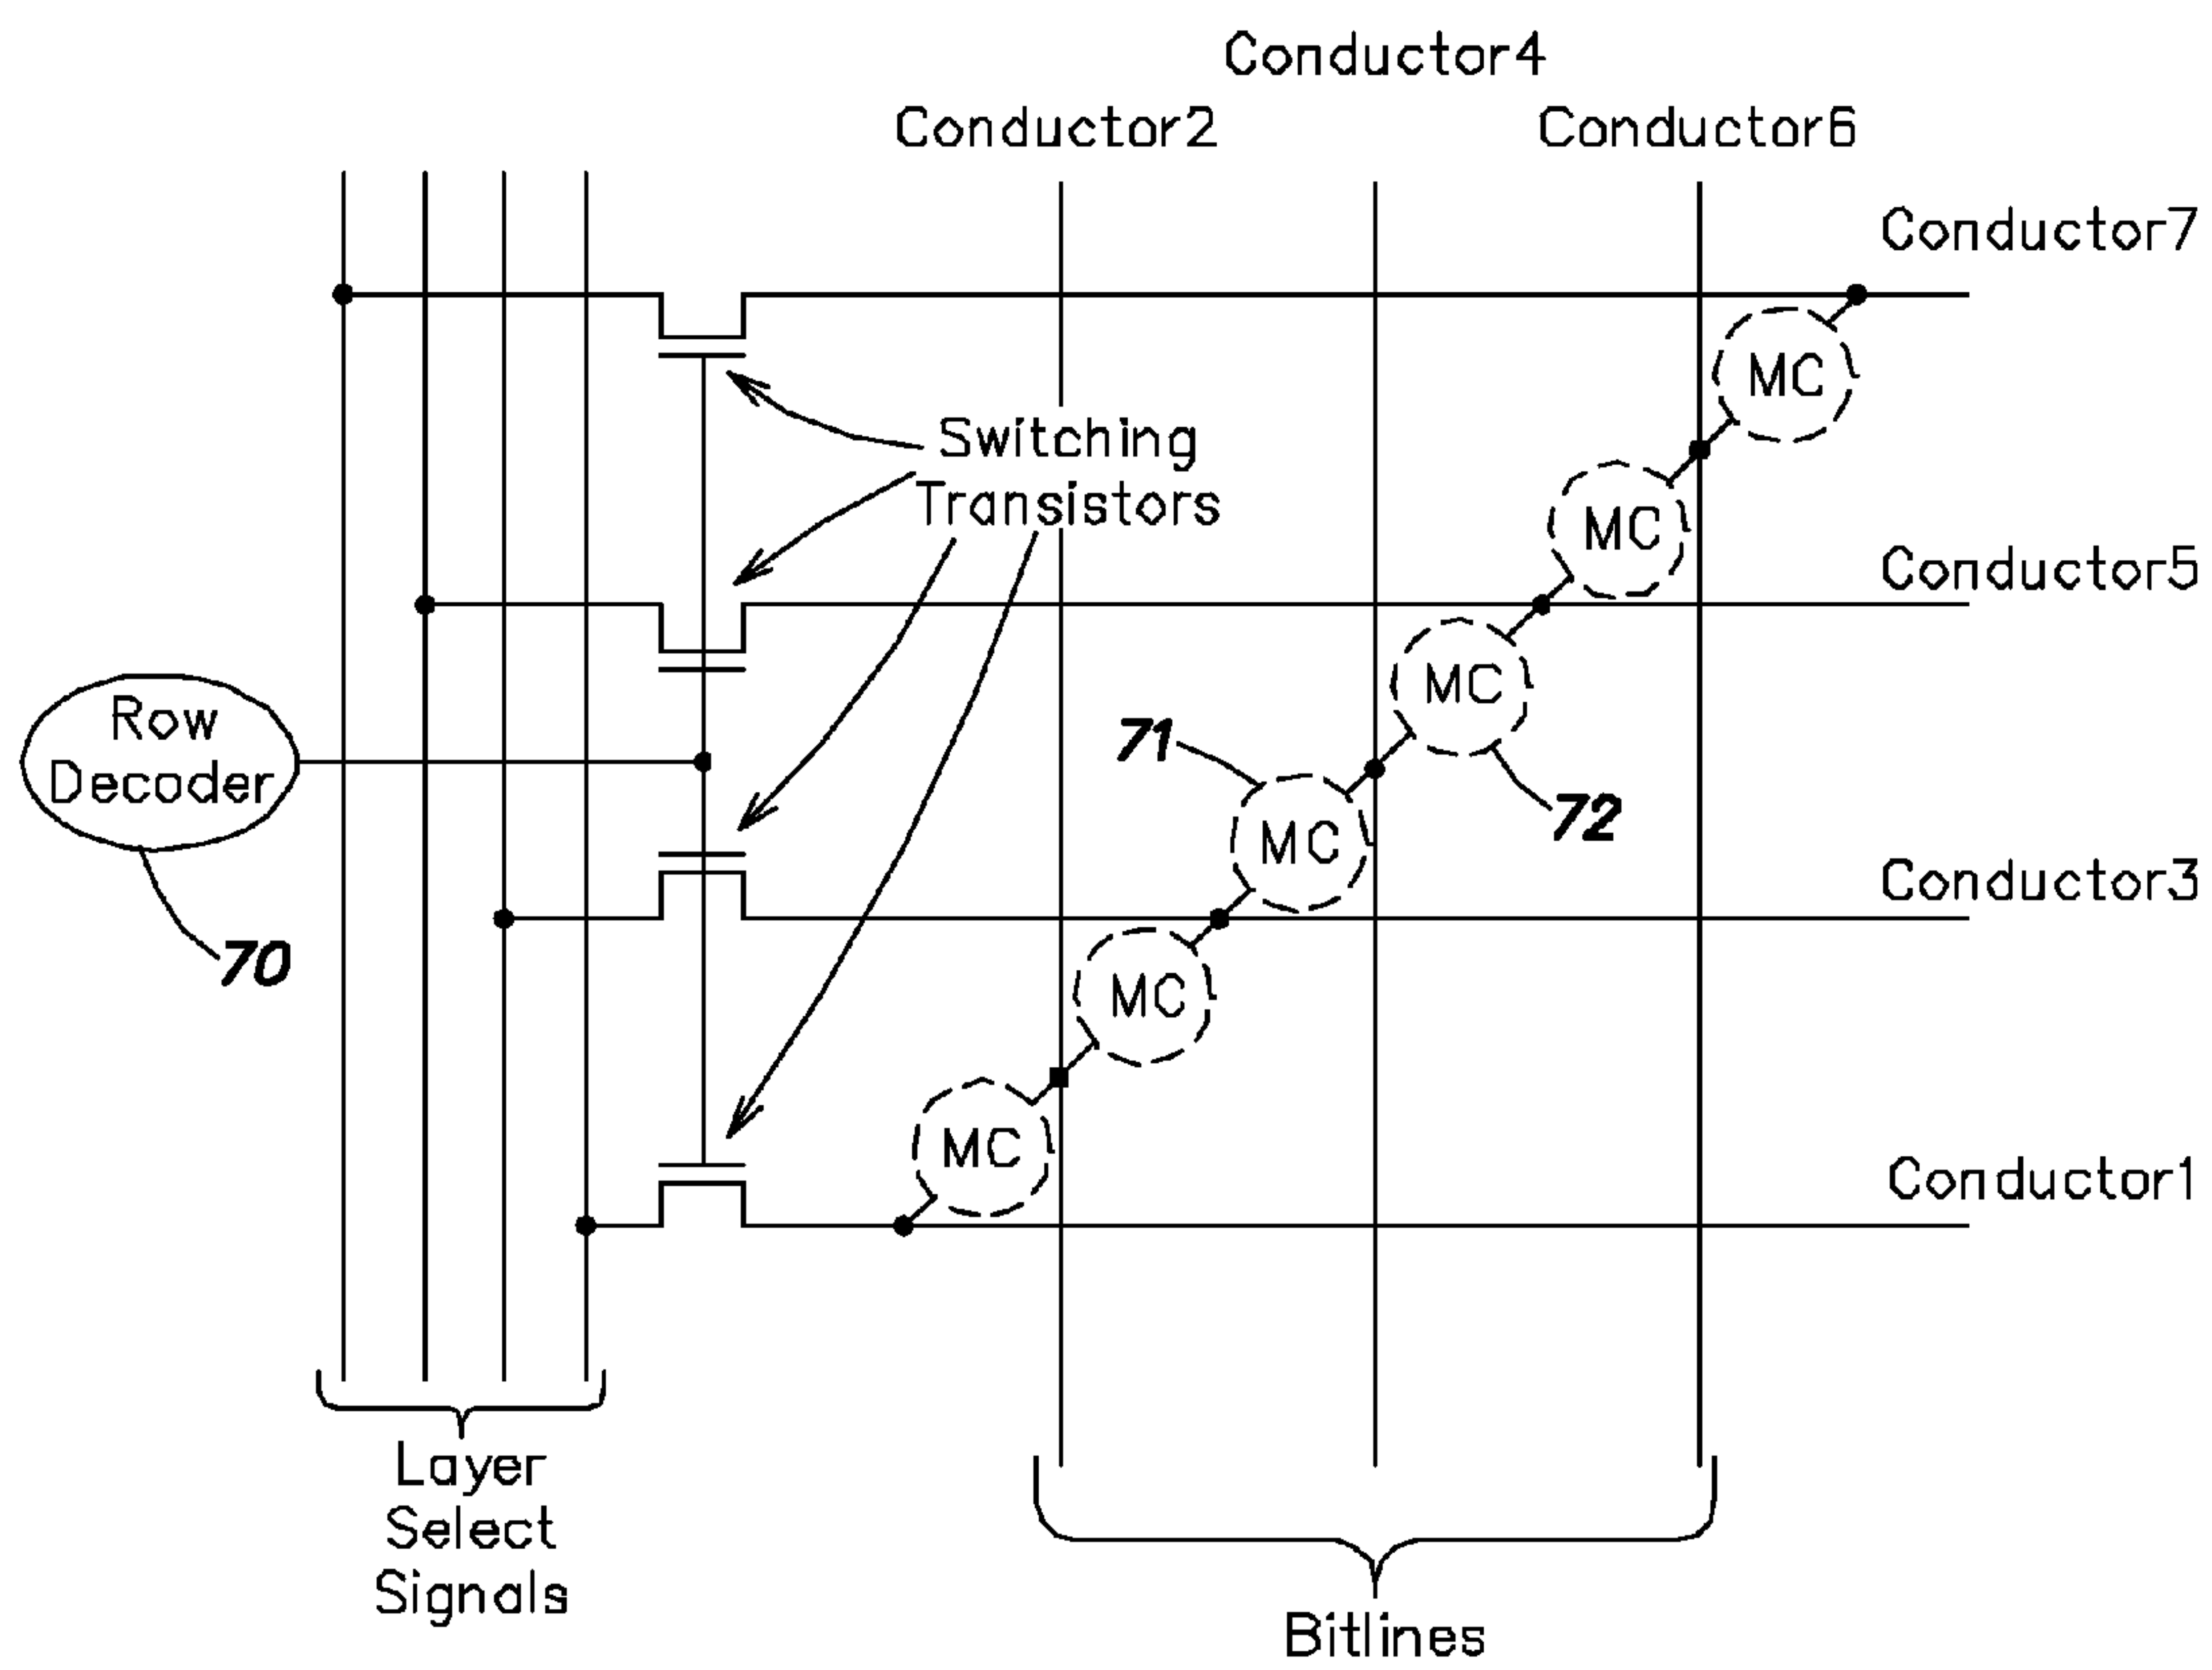 Conductor4
Conductor2
Conductor6
Conductor7
MC
Switching
Transistors
MC
Conductor5
MC
Row
Decoder
71
72
MC
Conductor3
70
MC
MC
Conductor1
Layer
Select
Signals
Bitlines